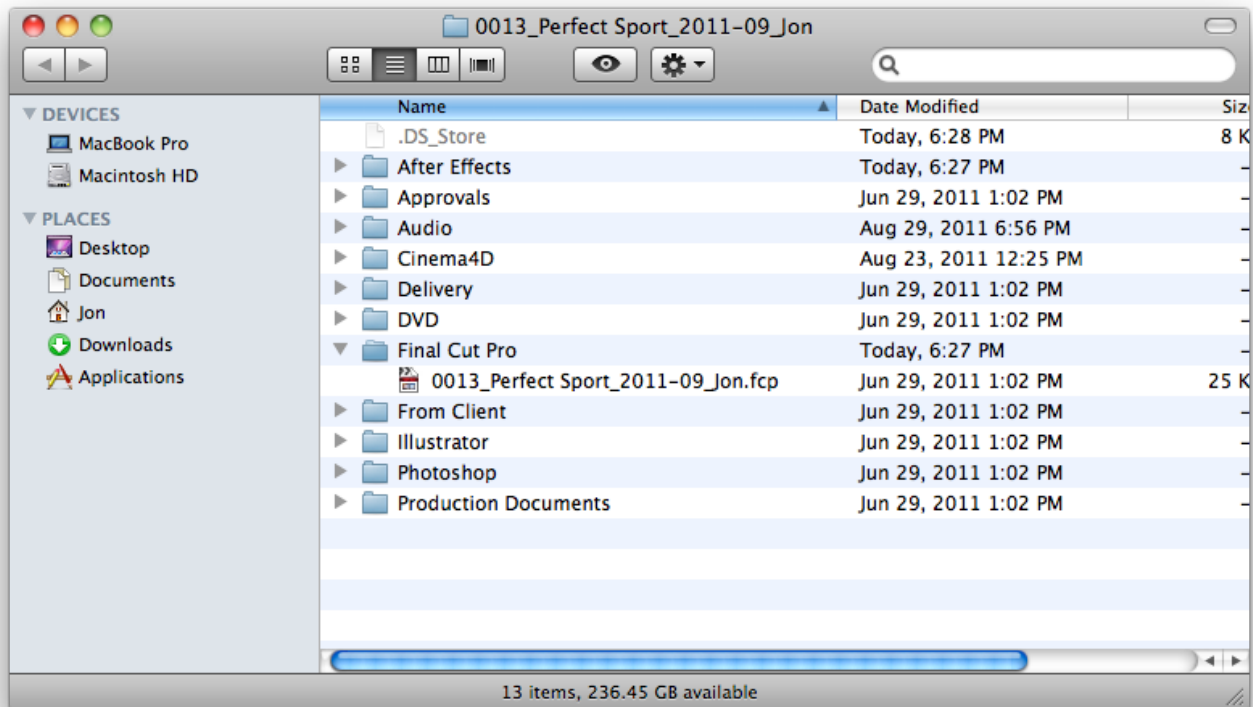 0013_Perfect Sport_2011-09_Jon
Name Date Modified Siz
DEVICES
MacBook Pro
Macintosh HD
PLACES
Desktop
Documents
Jon
Downloads
Applications
.DS_Store Today, 6:28 PM 8 K
After Effects Today, 6:27 PM –
Approvals Jun 29, 2011 1:02 PM –
Audio Aug 29, 2011 6:56 PM –
Cinema4D Aug 23, 2011 12:25 PM –
Delivery Jun 29, 2011 1:02 PM –
DVD Jun 29, 2011 1:02 PM –
Final Cut Pro Today, 6:27 PM –
0013_Perfect Sport_2011-09_Jon.fcp Jun 29, 2011 1:02 PM 25 K
From Client Jun 29, 2011 1:02 PM –
Illustrator Jun 29, 2011 1:02 PM –
Photoshop Jun 29, 2011 1:02 PM –
Production Documents Jun 29, 2011 1:02 PM –
13 items, 236.45 GB available